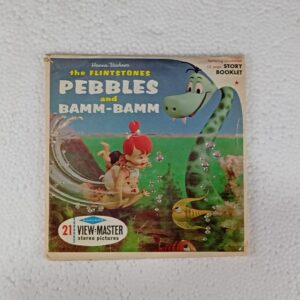 Hanna-Barbera
the FLINTSTONES
PEBBLES
and
BAMM-BAMM
STORY
BOOKLET
21
VIEW-MASTER
stereo pictures